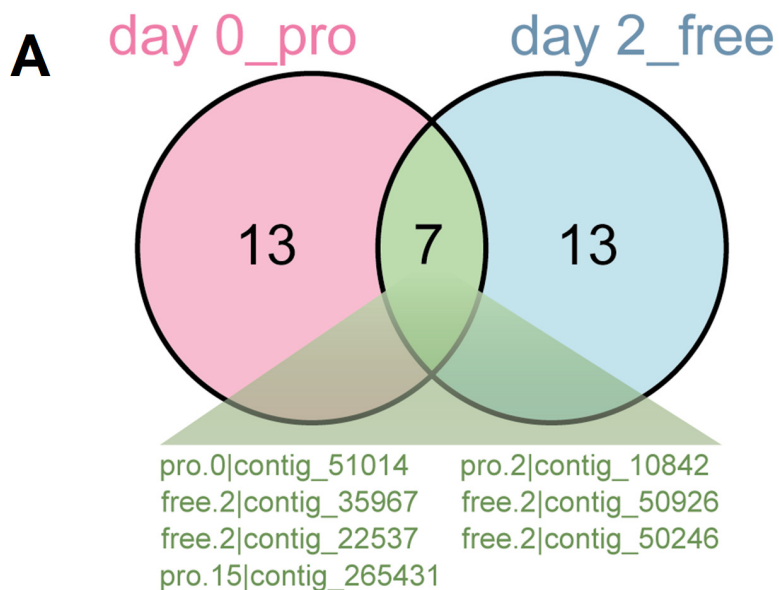 A
day 0_pro
day 2_free
13
7
13
pro.0|contig_51014
free.2|contig_35967
free.2|contig_22537
pro.15|contig_265431
pro.2|contig_10842
free.2|contig_50926
free.2|contig_50246